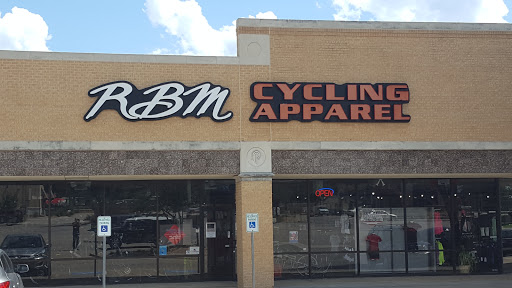 RBM
CYCLING
APPAREL
OPEN